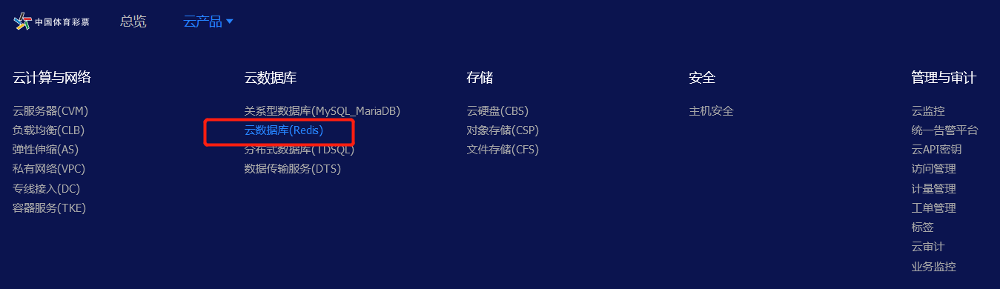 中国体育彩票
总览
云产品
云计算与网络
云服务器(CVM)
负载均衡(CLB)
弹性伸缩(AS)
私有网络(VPC)
专线接入(DC)
容器服务(TKE)
云数据库
关系型数据库(MySQL_MariaDB)
云数据库(Redis)
分布式数据库(TDSQL)
数据传输服务(DTS)
存储
云硬盘(CBS)
对象存储(CSP)
文件存储(CFS)
安全
主机安全
管理与审计
云监控
统一告警平台
云API密钥
访问管理
计量管理
工单管理
标签
云审计
业务监控